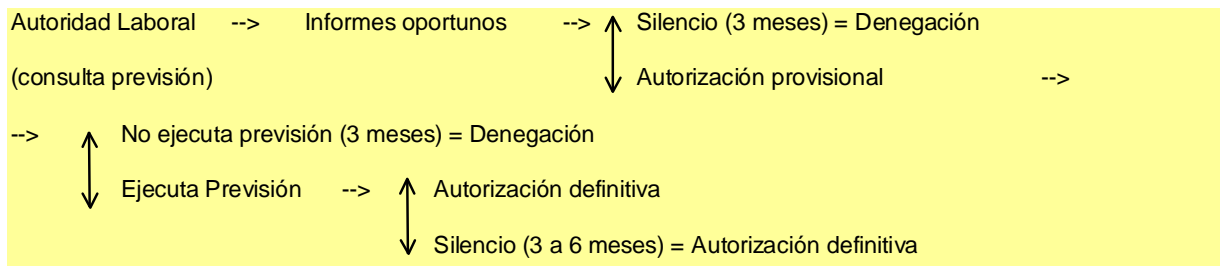 Autoridad Laboral --> Informes oportunos --> Silencio (3 meses) = Denegación
(consulta previsión) Autorización provisional -->
--> No ejecuta previsión (3 meses) = Denegación
Ejecuta Previsión --> Autorización definitiva
Silencio (3 a 6 meses) = Autorización definitiva